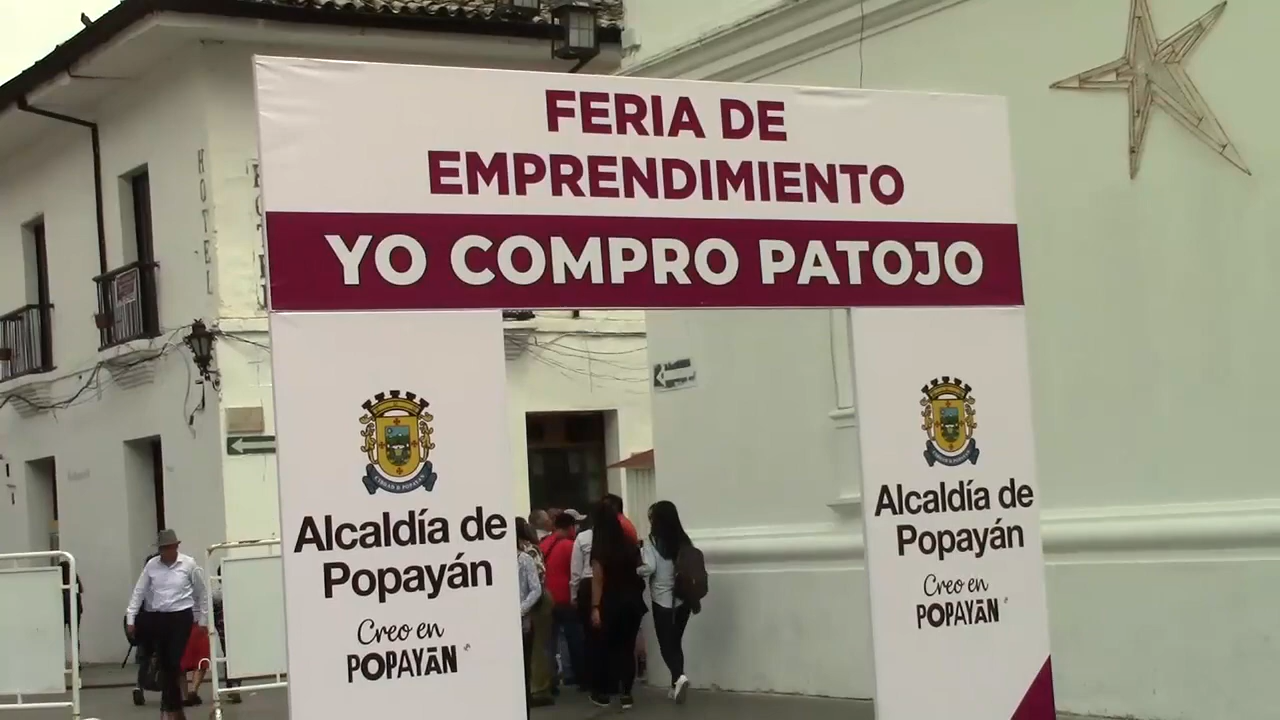 FERIA DE
EMPRENDIMIENTO
YO COMPRO PATOJO
HOTEL
Alcaldía de
Popayán
Creo en
POPAYÁN
Alcaldía de
Popayán
Creo en
POPAYÁN